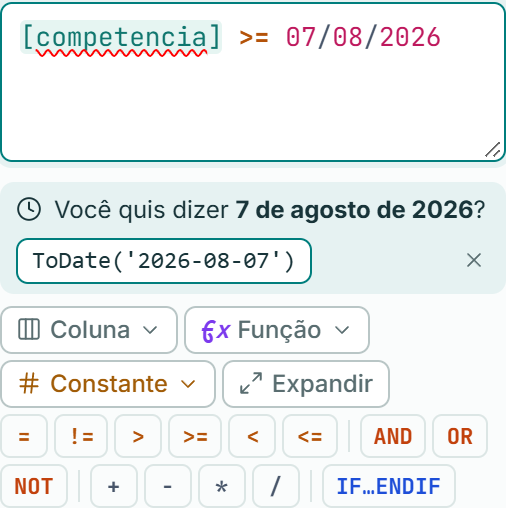 [competencia] >= 07/08/2026
Você quis dizer 7 de agosto de 2026?
ToDate('2026-08-07')
Coluna
fx Função
# Constante
Expandir
= != > >= < <= AND OR
NOT + - * / IF…ENDIF